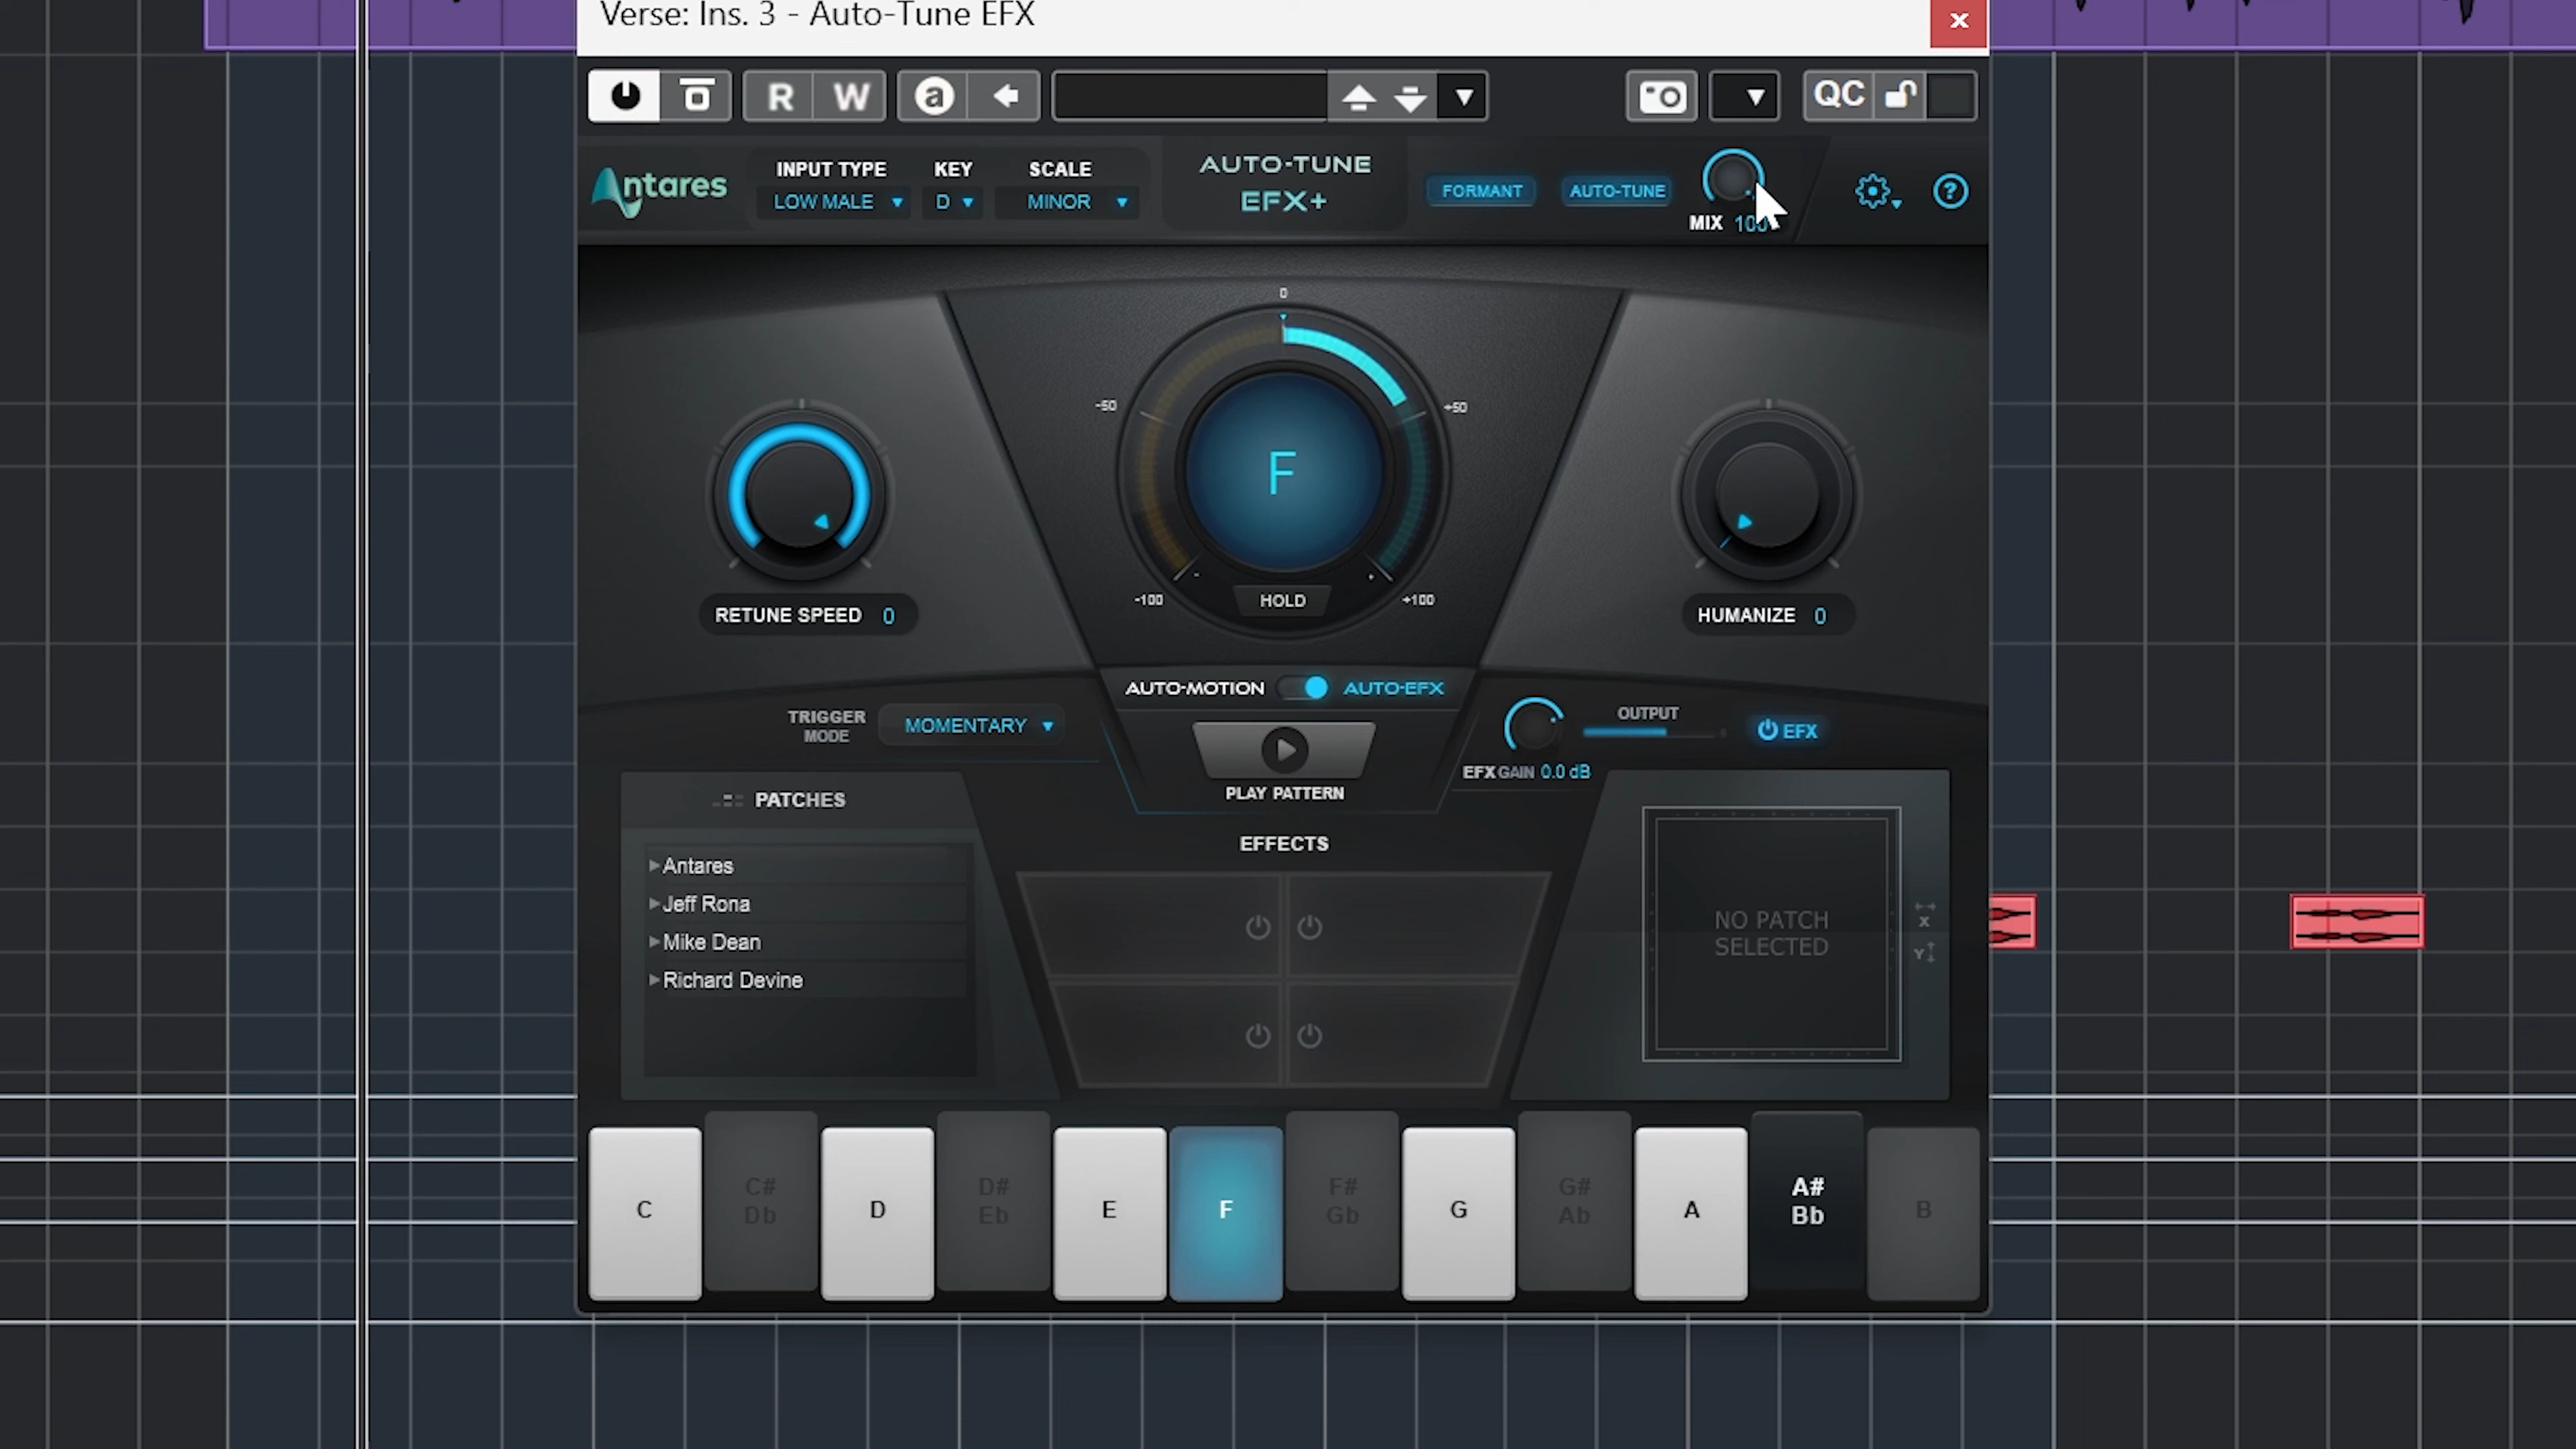 Verse: Ins. 3 - Auto-Tune EFX
x
R W a QC
Antares
INPUT TYPE KEY SCALE
LOW MALE D MINOR
AUTO-TUNE
EFX+
FORMANT AUTO-TUNE
MIX 100
?
0
-50 +50
F
-100 HOLD +100
RETUNE SPEED 0
HUMANIZE 0
AUTO-MOTION AUTO-EFX
TRIGGER
MODE
MOMENTARY
OUTPUT
EFX
EFX GAIN 0.0 dB
PLAY PATTERN
PATCHES
Antares
Jeff Rona
Mike Dean
Richard Devine
EFFECTS
NO PATCH
SELECTED
X
Y
C
C#
Db
D
D#
Eb
E
F
F#
Gb
G
G#
Ab
A
A#
Bb
B